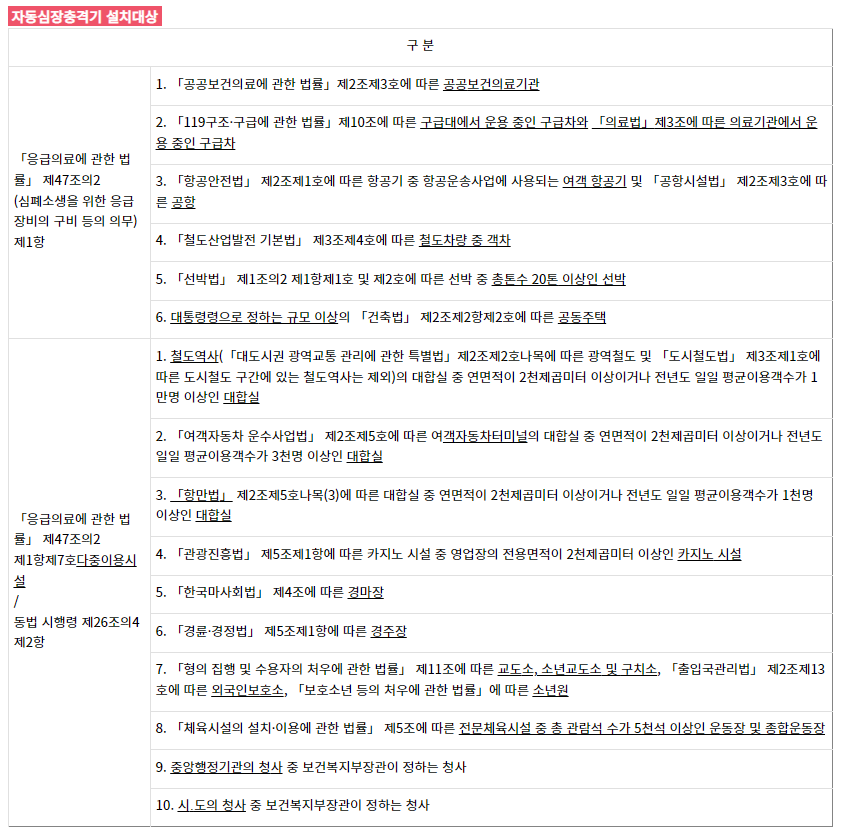 자동심장충격기 설치대상
구 분
「응급의료에 관한 법
률」 제47조의2
(심폐소생을 위한 응급
장비의 구비 등의 의무)
제1항
1. 「공공보건의료에 관한 법률」제2조제3호에 따른 공공보건의료기관
2. 「119구조·구급에 관한 법률」제10조에 따른 구급대에서 운용 중인 구급차와 「의료법」제3조에 따른 의료기관에서 운
용 중인 구급차
3. 「항공안전법」 제2조제1호에 따른 항공기 중 항공운송사업에 사용되는 여객 항공기 및 「공항시설법」 제2조제3호에 따
른 공항
4. 「철도산업발전 기본법」 제3조제4호에 따른 철도차량 중 객차
5. 「선박법」 제1조의2 제1항제1호 및 제2호에 따른 선박 중 총톤수 20톤 이상인 선박
6. 대통령령으로 정하는 규모 이상의 「건축법」 제2조제2항제2호에 따른 공동주택
「응급의료에 관한 법
률」 제47조의2
제1항제7호다중이용시
설
/
동법 시행령 제26조의4
제2항
1. 철도역사(「대도시권 광역교통 관리에 관한 특별법」제2조제2호나목에 따른 광역철도 및 「도시철도법」 제3조제1호에
따른 도시철도 구간에 있는 철도역사는 제외)의 대합실 중 연면적이 2천제곱미터 이상이거나 전년도 일일 평균이용객수가 1
만명 이상인 대합실
2. 「여객자동차 운수사업법」 제2조제5호에 따른 여객자동차터미널의 대합실 중 연면적이 2천제곱미터 이상이거나 전년도
일일 평균이용객수가 3천명 이상인 대합실
3. 「항만법」 제2조제5호나목(3)에 따른 대합실 중 연면적이 2천제곱미터 이상이거나 전년도 일일 평균이용객수가 1천명
이상인 대합실
4. 「관광진흥법」 제5조제1항에 따른 카지노 시설 중 영업장의 전용면적이 2천제곱미터 이상인 카지노 시설
5. 「한국마사회법」 제4조에 따른 경마장
6. 「경륜·경정법」 제5조제1항에 따른 경주장
7. 「형의 집행 및 수용자의 처우에 관한 법률」 제11조에 따른 교도소, 소년교도소 및 구치소, 「출입국관리법」 제2조제13
호에 따른 외국인보호소, 「보호소년 등의 처우에 관한 법률」에 따른 소년원
8. 「체육시설의 설치·이용에 관한 법률」 제5조에 따른 전문체육시설 중 총 관람석 수가 5천석 이상인 운동장 및 종합운동장
9. 중앙행정기관의 청사 중 보건복지부장관이 정하는 청사
10. 시.도의 청사 중 보건복지부장관이 정하는 청사